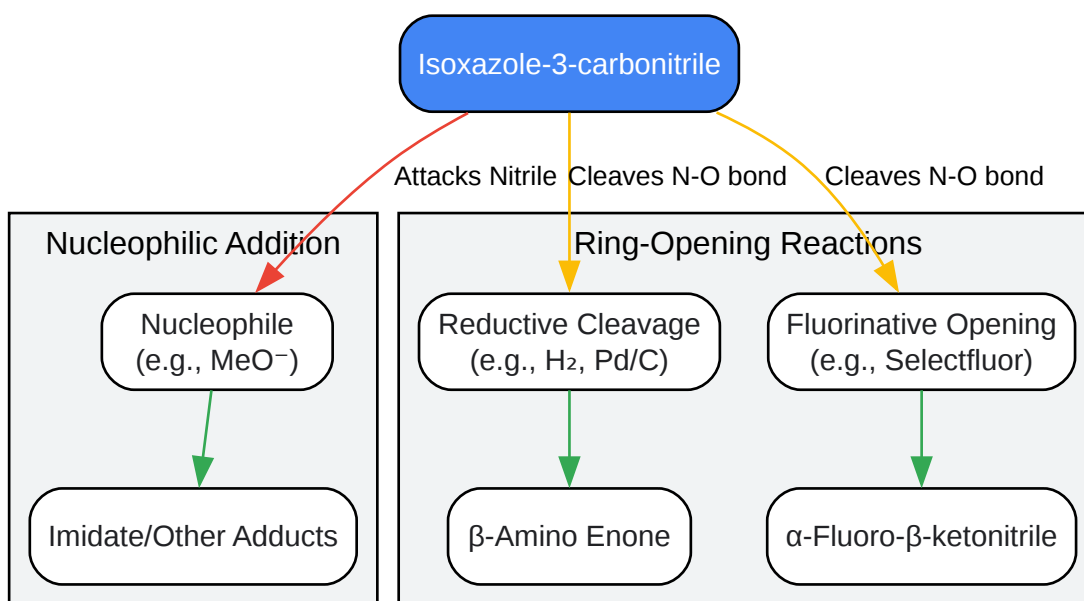 Isoxazole-3-carbonitrile
Attacks Nitrile
Cleaves N-O bond
Cleaves N-O bond
Nucleophilic Addition
Ring-Opening Reactions
Nucleophile
(e.g., MeO⁻)
Reductive Cleavage
(e.g., H₂, Pd/C)
Fluorinative Opening
(e.g., Selectfluor)
Imidate/Other Adducts
β-Amino Enone
α-Fluoro-β-ketonitrile